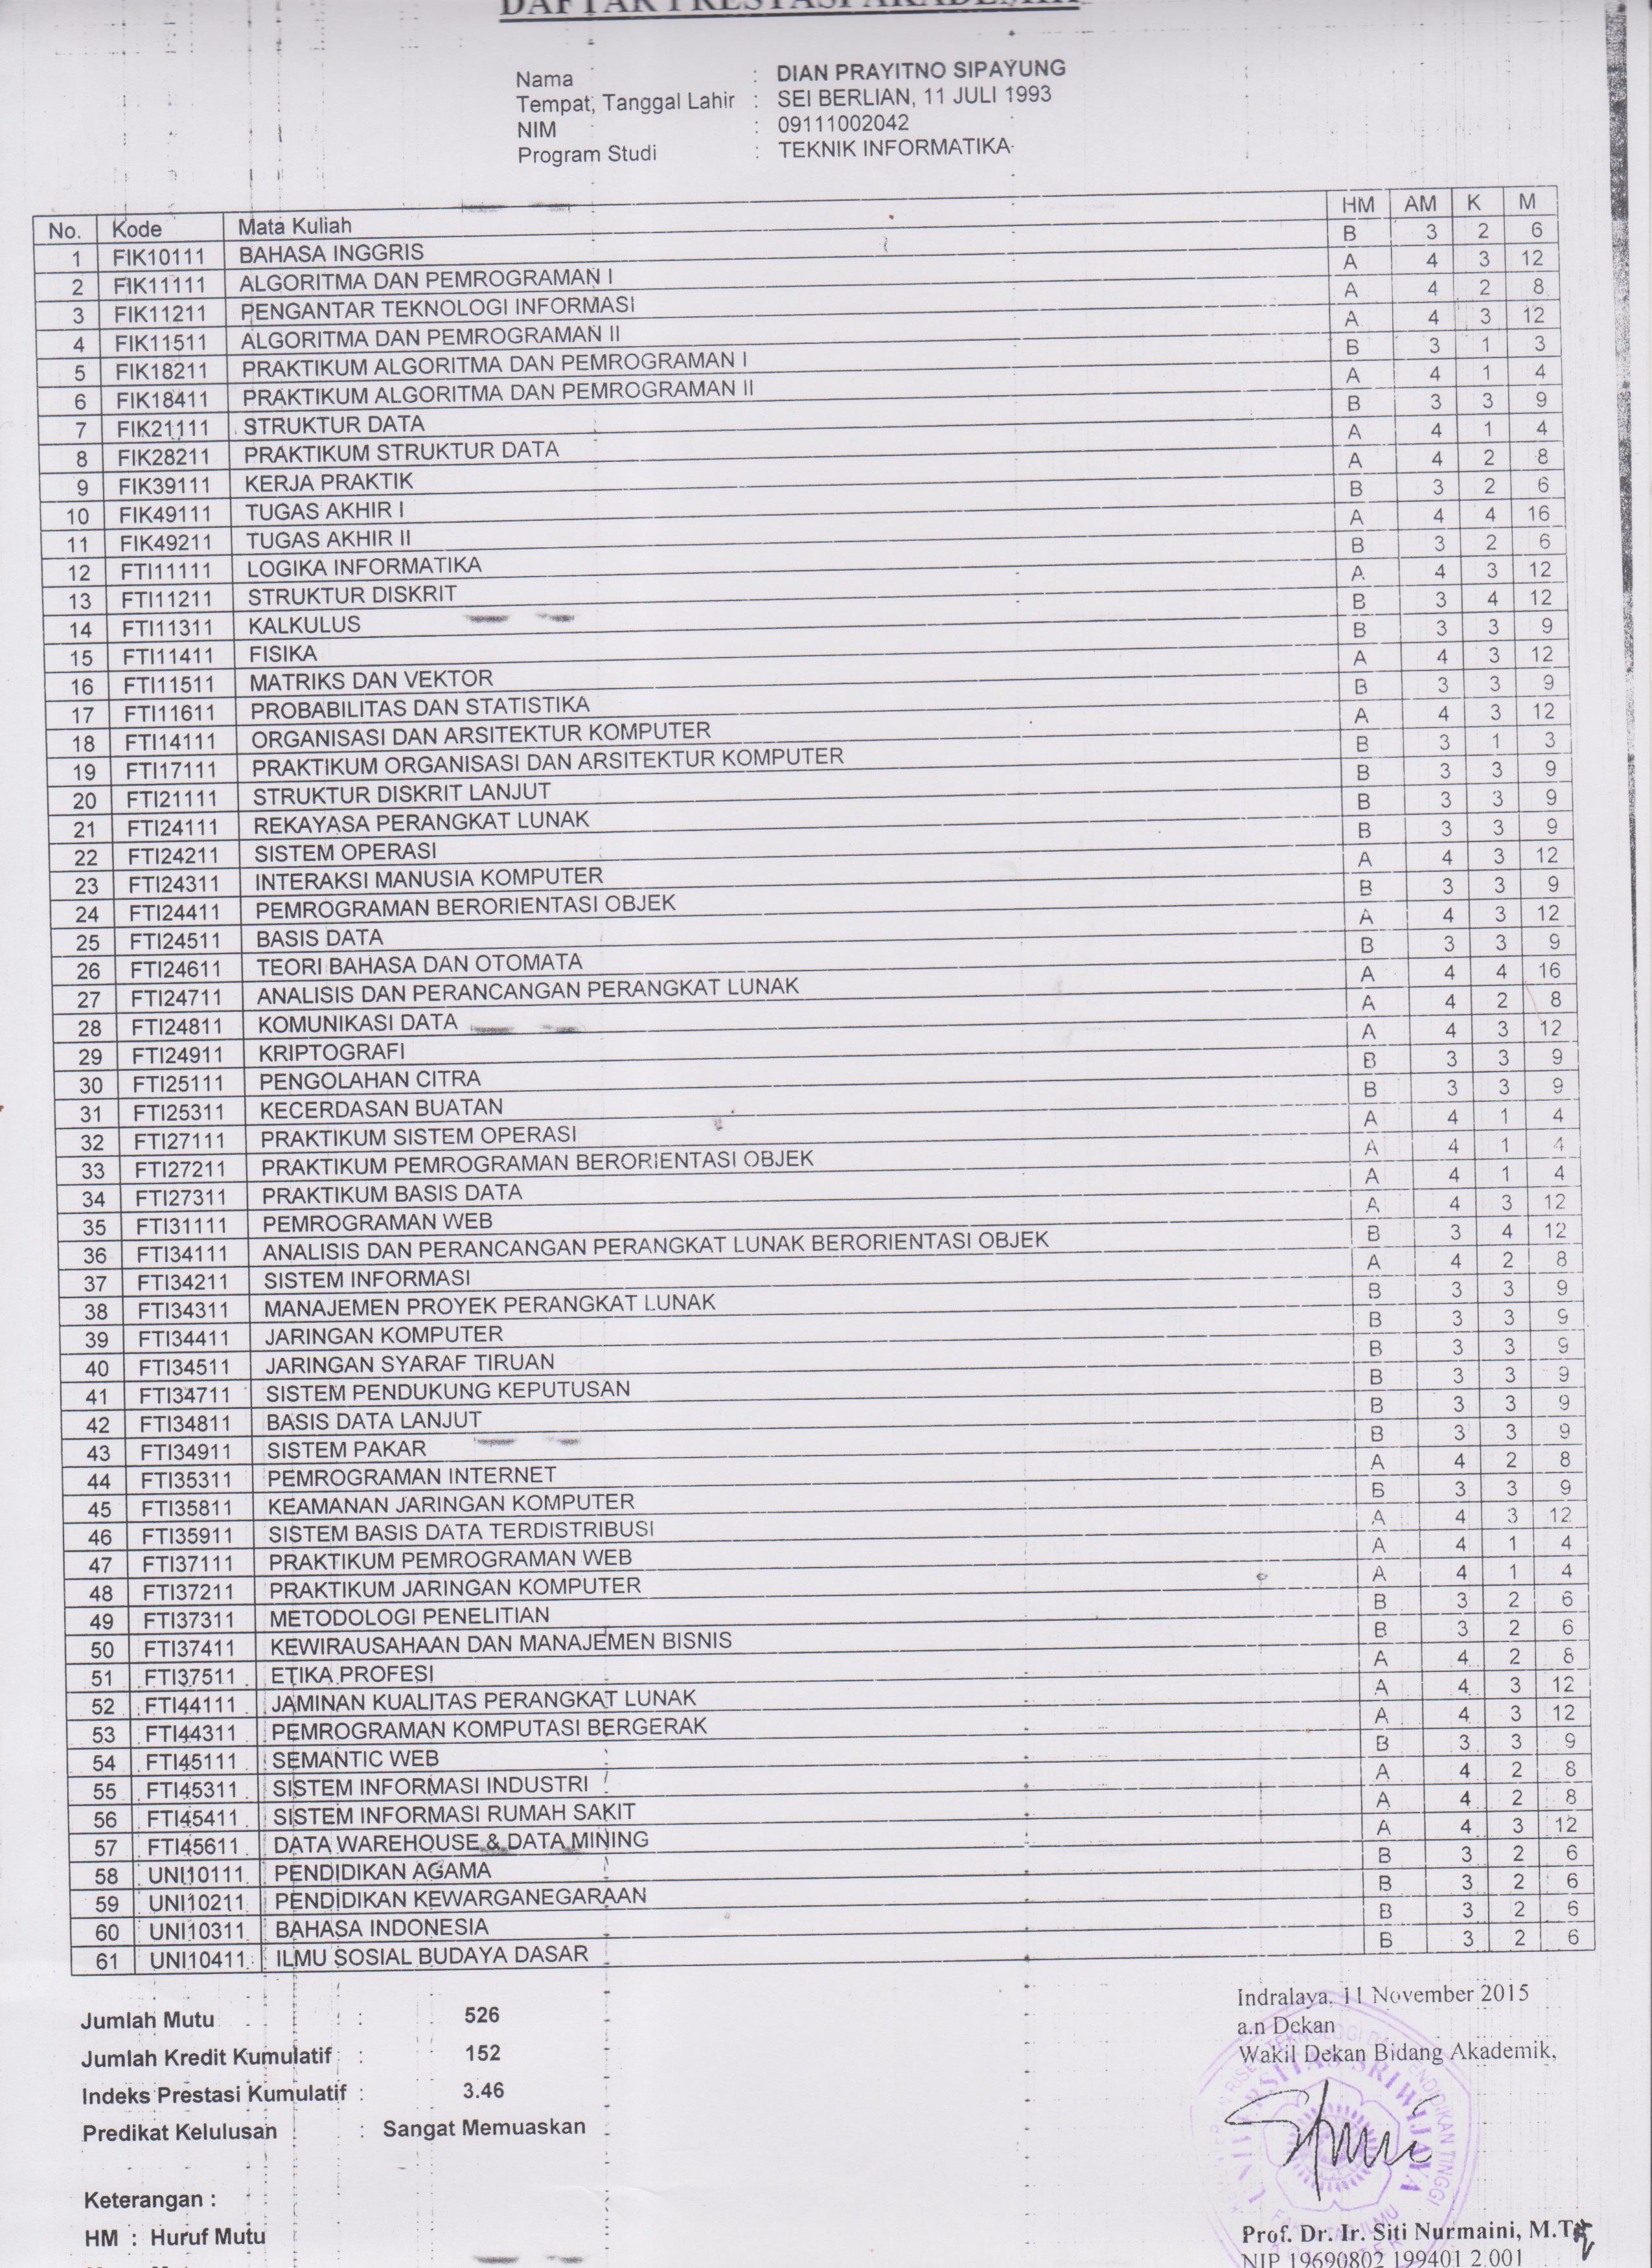 DAFTAR PRESTASI AKADEMIK
Nama : DIAN PRAYITNO SIPAYUNG
Tempat, Tanggal Lahir : SEI BERLIAN, 11 JULI 1993
NIM : 09111002042
Program Studi : TEKNIK INFORMATIKA
No. Kode Mata Kuliah HM AM K M
1 FIK10111 BAHASA INGGRIS B 3 2 6
2 FIK11111 ALGORITMA DAN PEMROGRAMAN I A 4 3 12
3 FIK11211 PENGANTAR TEKNOLOGI INFORMASI A 4 2 8
4 FIK11511 ALGORITMA DAN PEMROGRAMAN II A 4 3 12
5 FIK18211 PRAKTIKUM ALGORITMA DAN PEMROGRAMAN I B 3 1 3
6 FIK18411 PRAKTIKUM ALGORITMA DAN PEMROGRAMAN II A 4 1 4
7 FIK21111 STRUKTUR DATA B 3 3 9
8 FIK28211 PRAKTIKUM STRUKTUR DATA A 4 1 4
9 FIK39111 KERJA PRAKTIK A 4 2 8
10 FIK49111 TUGAS AKHIR I B 3 2 6
11 FIK49211 TUGAS AKHIR II A 4 4 16
12 FTI11111 LOGIKA INFORMATIKA B 3 2 6
13 FTI11211 STRUKTUR DISKRIT A 4 3 12
14 FTI11311 KALKULUS B 3 4 12
15 FTI11411 FISIKA B 3 3 9
16 FTI11511 MATRIKS DAN VEKTOR A 4 3 12
17 FTI11611 PROBABILITAS DAN STATISTIKA B 3 3 9
18 FTI14111 ORGANISASI DAN ARSITEKTUR KOMPUTER A 4 3 12
19 FTI17111 PRAKTIKUM ORGANISASI DAN ARSITEKTUR KOMPUTER B 3 1 3
20 FTI21111 STRUKTUR DISKRIT LANJUT B 3 3 9
21 FTI24111 REKAYASA PERANGKAT LUNAK B 3 3 9
22 FTI24211 SISTEM OPERASI B 3 3 9
23 FTI24311 INTERAKSI MANUSIA KOMPUTER A 4 3 12
24 FTI24411 PEMROGRAMAN BERORIENTASI OBJEK B 3 3 9
25 FTI24511 BASIS DATA A 4 3 12
26 FTI24611 TEORI BAHASA DAN OTOMATA B 3 3 9
27 FTI24711 ANALISIS DAN PERANCANGAN PERANGKAT LUNAK A 4 4 16
28 FTI24811 KOMUNIKASI DATA A 4 2 8
29 FTI24911 KRIPTOGRAFI A 4 3 12
30 FTI25111 PENGOLAHAN CITRA B 3 3 9
31 FTI25311 KECERDASAN BUATAN B 3 3 9
32 FTI27111 PRAKTIKUM SISTEM OPERASI A 4 1 4
33 FTI27211 PRAKTIKUM PEMROGRAMAN BERORIENTASI OBJEK A 4 1 4
34 FTI27311 PRAKTIKUM BASIS DATA A 4 1 4
35 FTI31111 PEMROGRAMAN WEB A 4 3 12
36 FTI34111 ANALISIS DAN PERANCANGAN PERANGKAT LUNAK BERORIENTASI OBJEK B 3 4 12
37 FTI34211 SISTEM INFORMASI A 4 2 8
38 FTI34311 MANAJEMEN PROYEK PERANGKAT LUNAK B 3 3 9
39 FTI34411 JARINGAN KOMPUTER B 3 3 9
40 FTI34511 JARINGAN SYARAF TIRUAN B 3 3 9
41 FTI34711 SISTEM PENDUKUNG KEPUTUSAN B 3 3 9
42 FTI34811 BASIS DATA LANJUT B 3 3 9
43 FTI34911 SISTEM PAKAR B 3 3 9
44 FTI35311 PEMROGRAMAN INTERNET A 4 2 8
45 FTI35811 KEAMANAN JARINGAN KOMPUTER B 3 3 9
46 FTI35911 SISTEM BASIS DATA TERDISTRIBUSI A 4 3 12
47 FTI37111 PRAKTIKUM PEMROGRAMAN WEB A 4 1 4
48 FTI37211 PRAKTIKUM JARINGAN KOMPUTER A 4 1 4
49 FTI37311 METODOLOGI PENELITIAN B 3 2 6
50 FTI37411 KEWIRAUSAHAAN DAN MANAJEMEN BISNIS B 3 2 6
51 FTI37511 ETIKA PROFESI A 4 2 8
52 FTI44111 JAMINAN KUALITAS PERANGKAT LUNAK A 4 3 12
53 FTI44311 PEMROGRAMAN KOMPUTASI BERGERAK A 4 3 12
54 FTI45111 SEMANTIC WEB B 3 3 9
55 FTI45311 SISTEM INFORMASI INDUSTRI A 4 2 8
56 FTI45411 SISTEM INFORMASI RUMAH SAKIT A 4 2 8
57 FTI45611 DATA WAREHOUSE & DATA MINING A 4 3 12
58 UNI10111 PENDIDIKAN AGAMA B 3 2 6
59 UNI10211 PENDIDIKAN KEWARGANEGARAAN B 3 2 6
60 UNI10311 BAHASA INDONESIA B 3 2 6
61 UNI10411 ILMU SOSIAL BUDAYA DASAR B 3 2 6
Jumlah Mutu : 526
Jumlah Kredit Kumulatif : 152
Indeks Prestasi Kumulatif : 3.46
Predikat Kelulusan : Sangat Memuaskan
Keterangan :
HM : Huruf Mutu
Indralaya, 11 November 2015
a.n Dekan
Wakil Dekan Bidang Akademik,
UNIVERSITAS SRIWIJAYA
Prof. Dr. Ir. Siti Nurmaini, M.T
NIP 19690802 199401 2 001